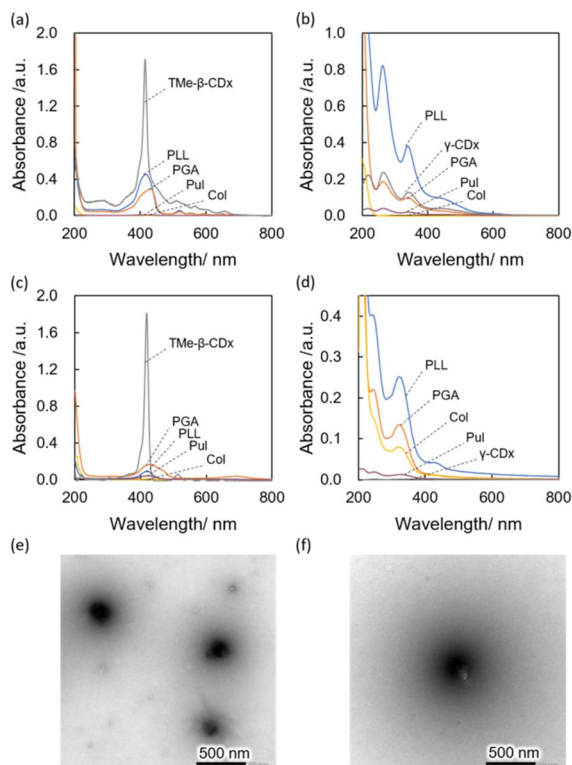 (a)
2.0
1.6
1.2
0.8
0.4
0.0
Absorbance /a.u.
TMe-β-CDx
PLL
PGA
Pul
Col
200 400 600 800
Wavelength/ nm
(b)
1.0
0.8
0.6
0.4
0.2
0.0
Absorbance /a.u.
PLL
γ-CDx
PGA
Pul
Col
200 400 600 800
Wavelength/ nm
(c)
2.0
1.6
1.2
0.8
0.4
0.0
Absorbance /a.u.
TMe-β-CDx
PGA
PLL
Pul
Col
200 400 600 800
Wavelength/ nm
(d)
0.4
0.3
0.2
0.1
0
Absorbance /a.u.
PLL
PGA
Col
Pul
γ-CDx
200 400 600 800
Wavelength/ nm
(e)
500 nm
(f)
500 nm